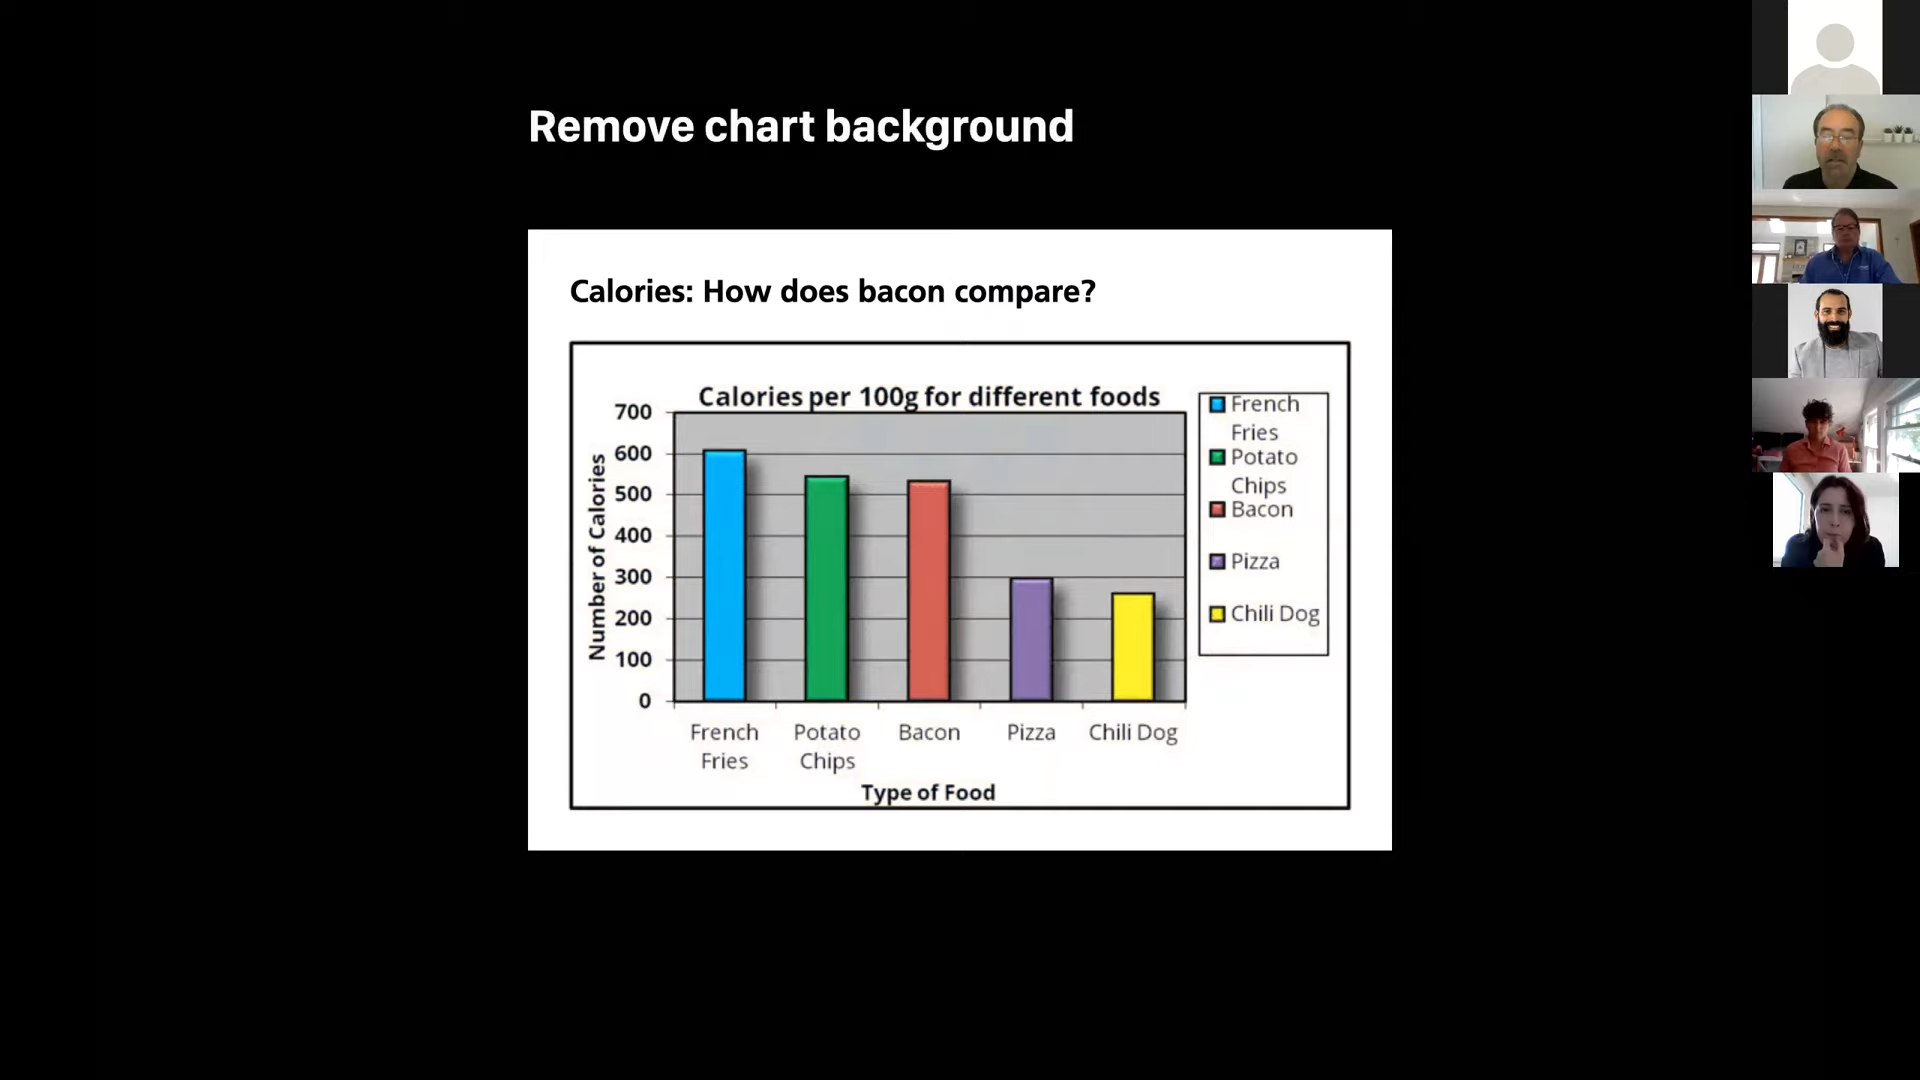 Remove chart background
Calories: How does bacon compare?
Calories per 100g for different foods
Number of Calories
700
600
500
400
300
200
100
0
French
Fries
Potato
Chips
Bacon
Pizza
Chili Dog
Type of Food
French
Fries
Potato
Chips
Bacon
Pizza
Chili Dog